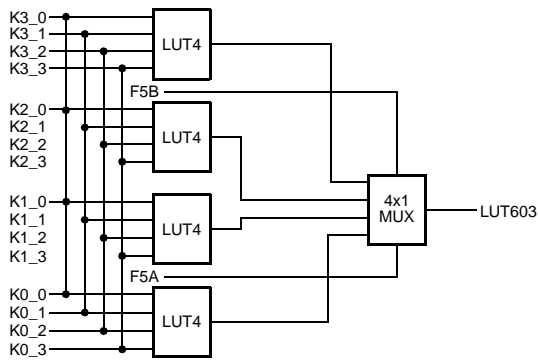 K3_0
K3_1
K3_2
K3_3
LUT4
F5B
K2_0
K2_1
K2_2
K2_3
LUT4
K1_0
K1_1
K1_2
K1_3
LUT4
4x1
MUX
LUT603
F5A
K0_0
K0_1
K0_2
K0_3
LUT4